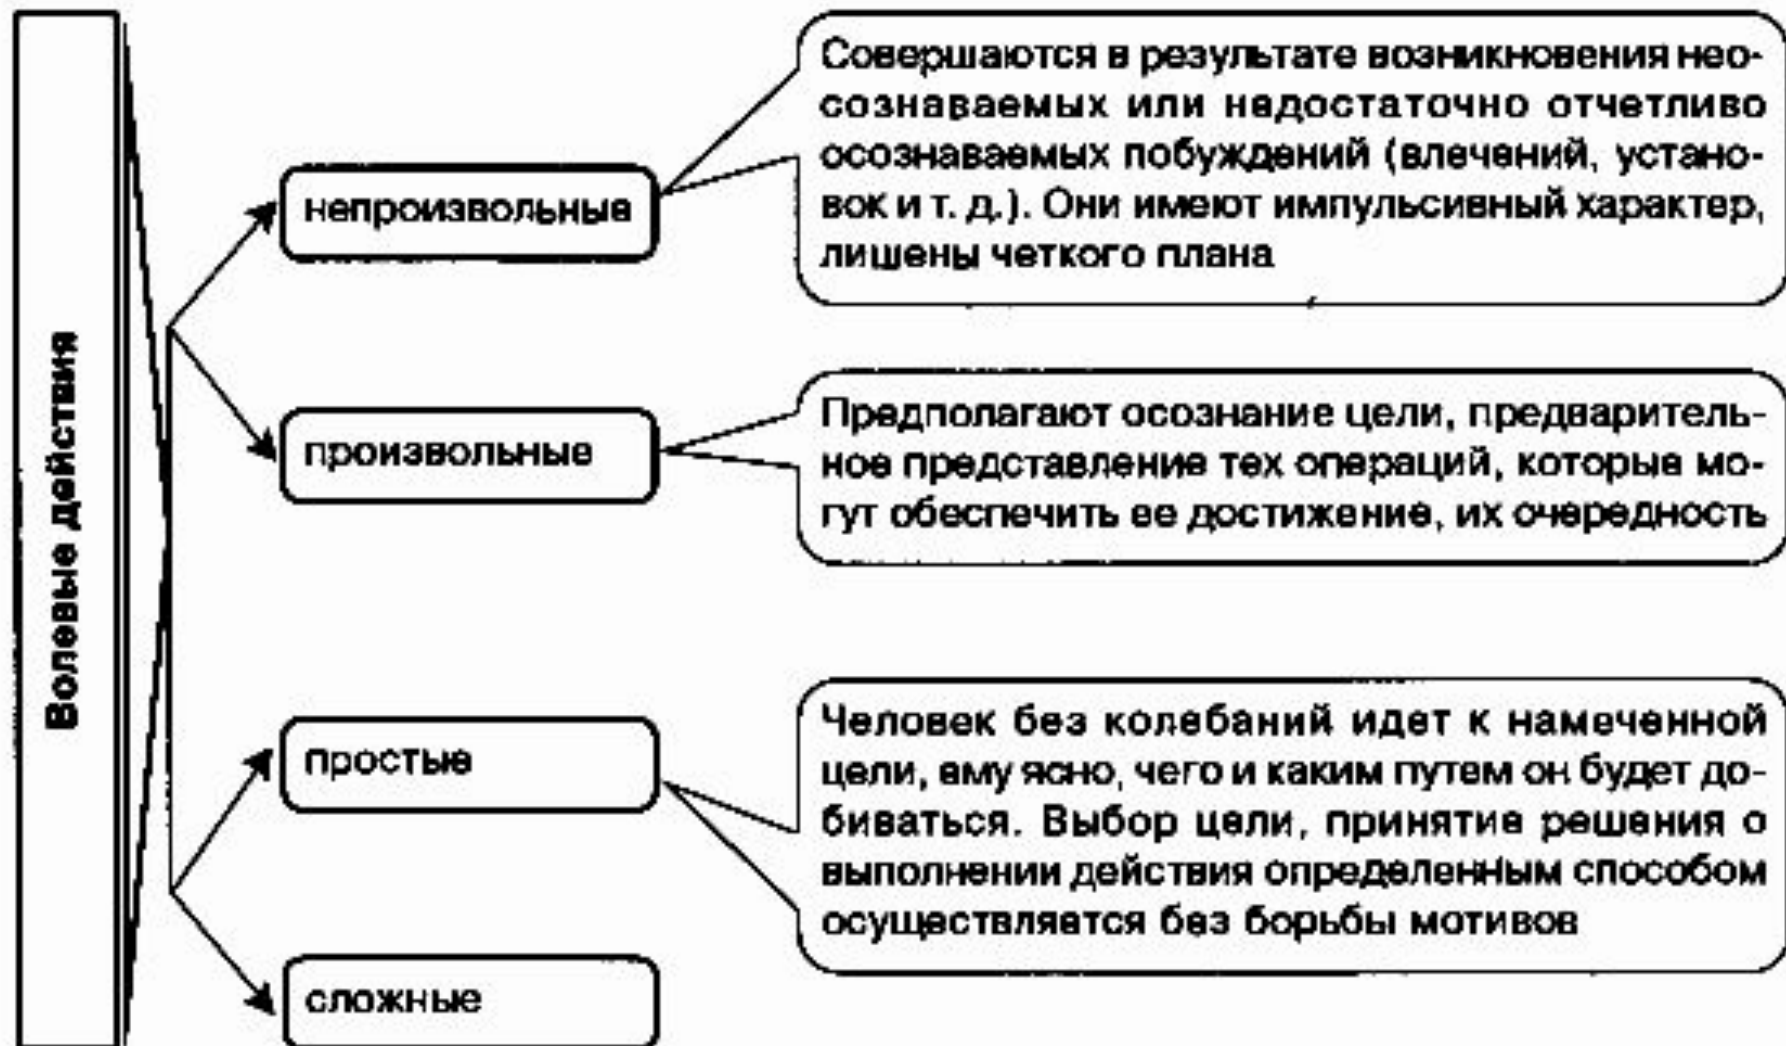 Волевые действия
непроизвольные
Совершаются в результате возникновения нео-
сознаваемых или недостаточно отчетливо
осознаваемых побуждений (влечений, устано-
вок и т. д.). Они имеют импульсивный характер,
лишены четкого плана
произвольные
Предполагают осознание цели, предваритель-
ное представление тех операций, которые мо-
гут обеспечить ее достижение, их очередность
простые
Человек без колебаний идет к намеченной
цели, ему ясно, чего и каким путем он будет до-
биваться. Выбор цели, принятие решения о
выполнении действия определенным способом
осуществляется без борьбы мотивов
сложные